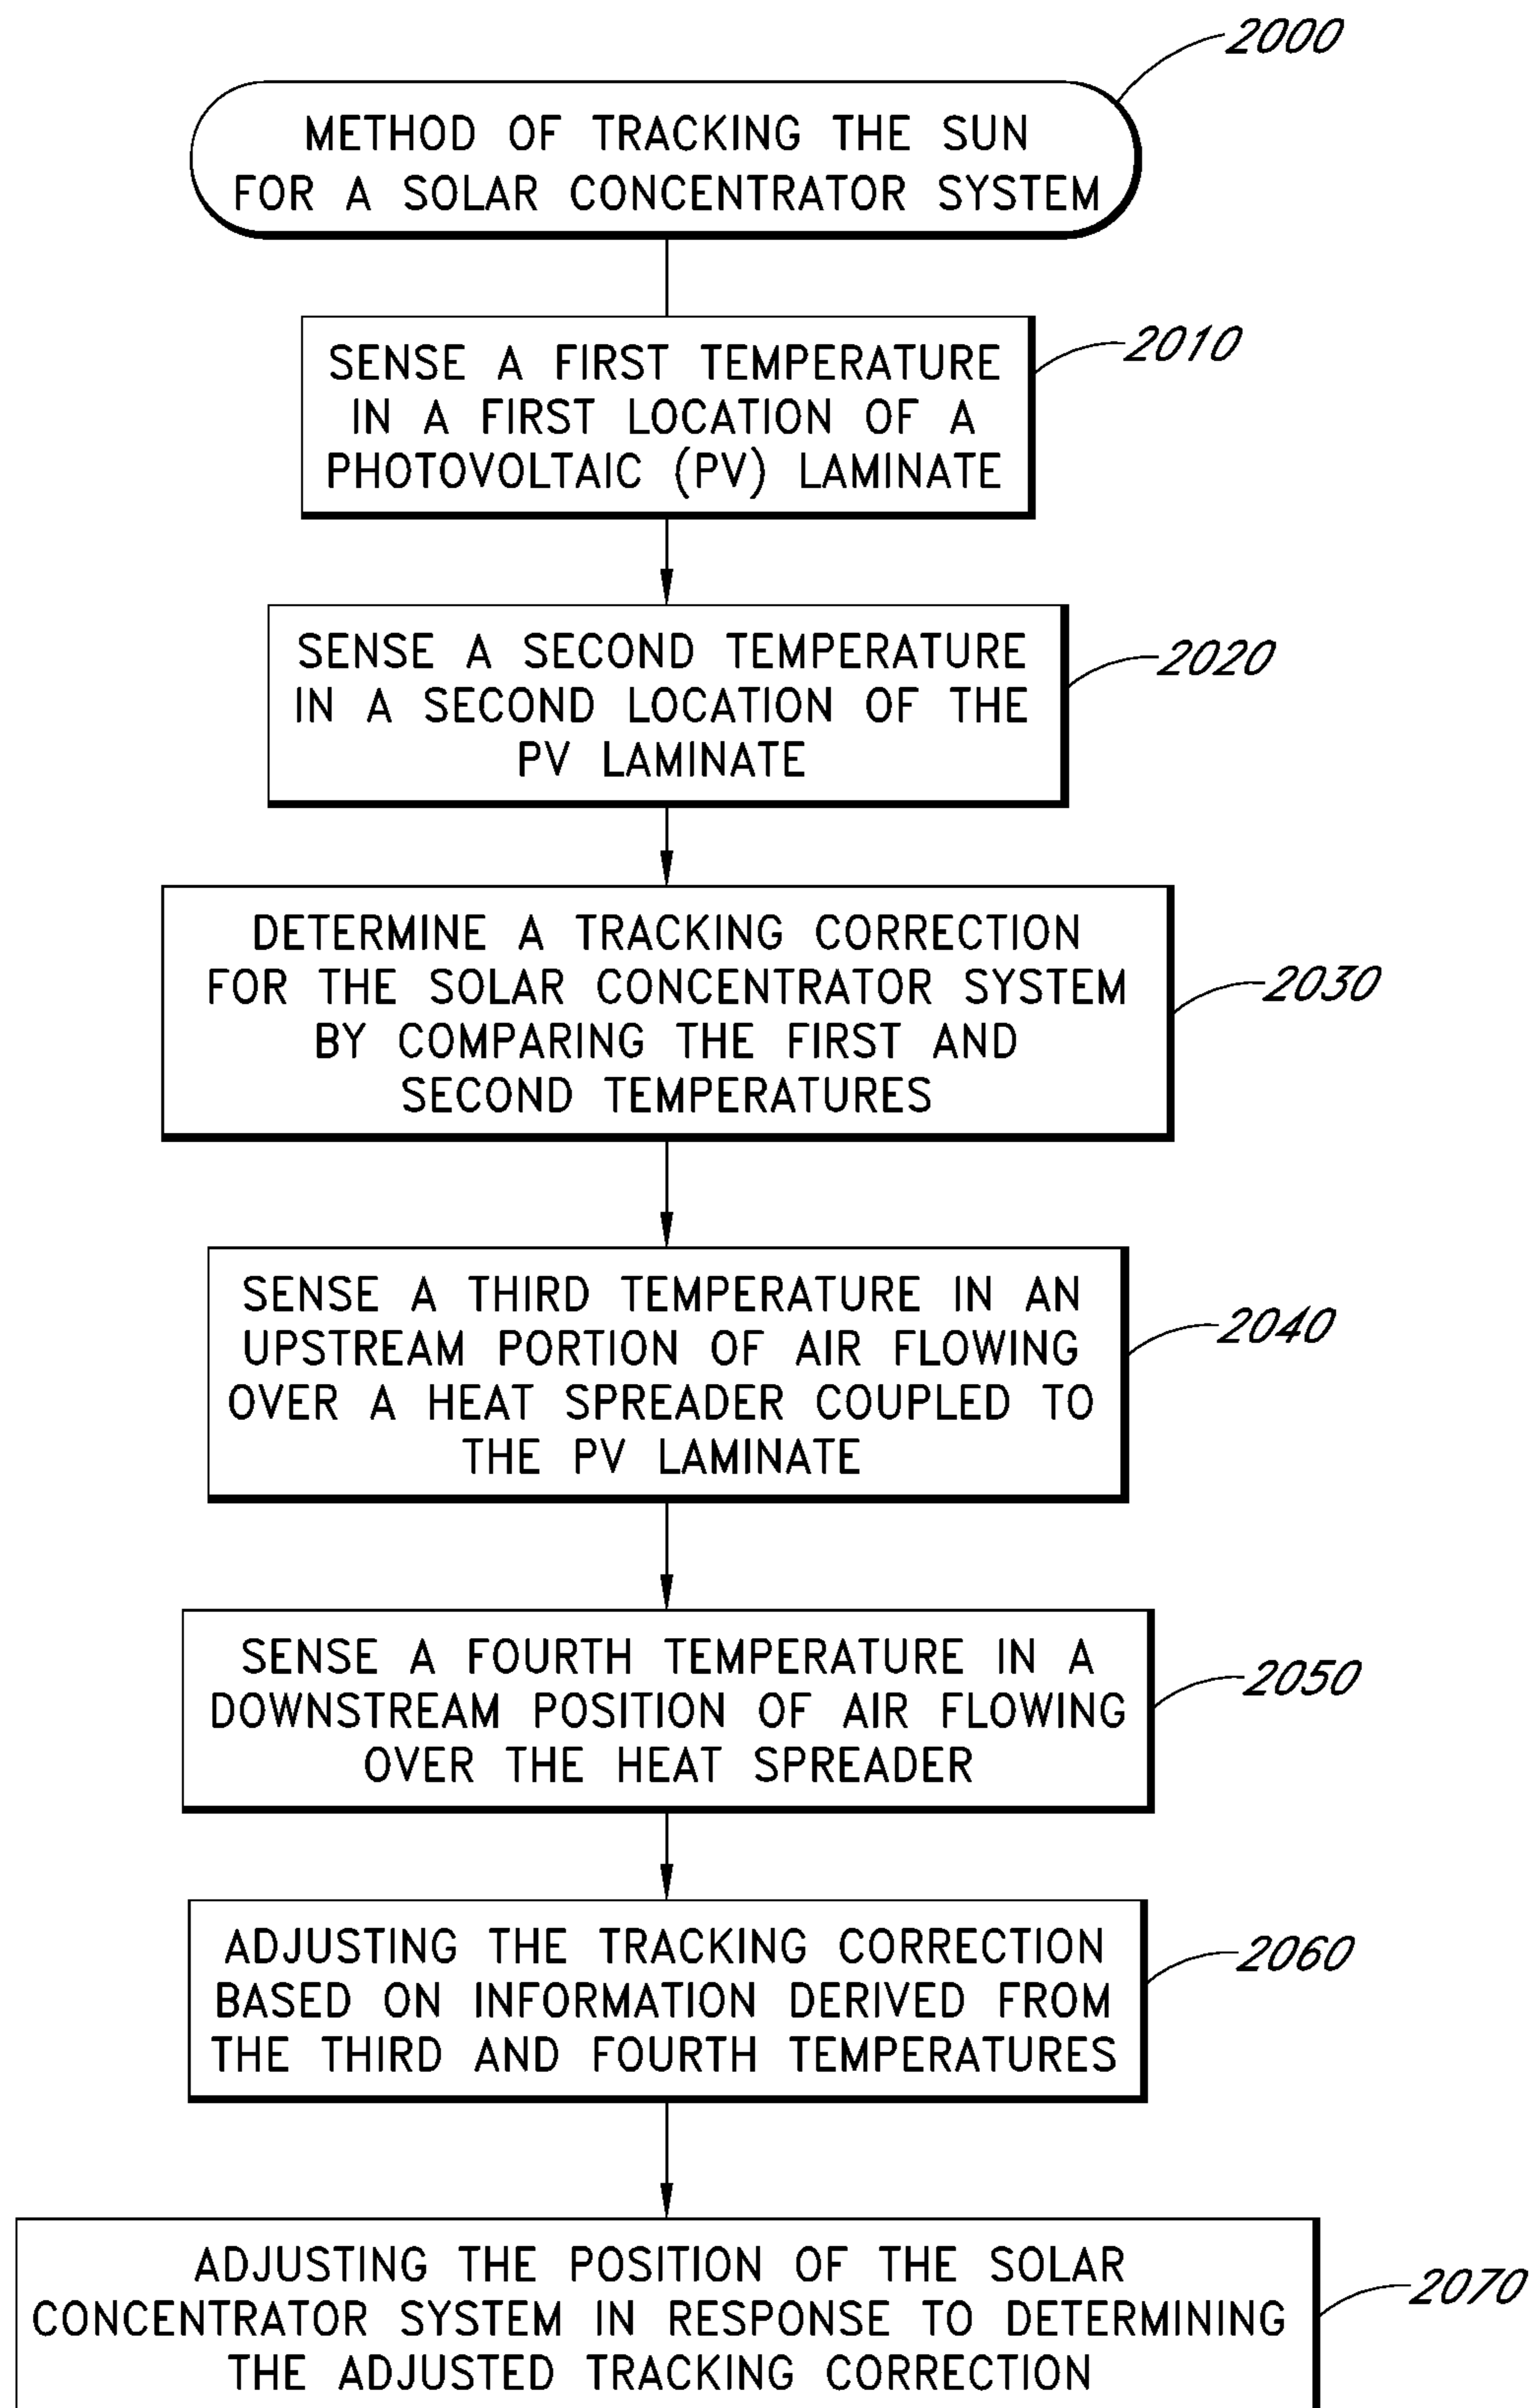 2000
METHOD OF TRACKING THE SUN
FOR A SOLAR CONCENTRATOR SYSTEM
2010
SENSE A FIRST TEMPERATURE
IN A FIRST LOCATION OF A
PHOTOVOLTAIC (PV) LAMINATE
2020
SENSE A SECOND TEMPERATURE
IN A SECOND LOCATION OF THE
PV LAMINATE
2030
DETERMINE A TRACKING CORRECTION
FOR THE SOLAR CONCENTRATOR SYSTEM
BY COMPARING THE FIRST AND
SECOND TEMPERATURES
2040
SENSE A THIRD TEMPERATURE IN AN
UPSTREAM PORTION OF AIR FLOWING
OVER A HEAT SPREADER COUPLED TO
THE PV LAMINATE
2050
SENSE A FOURTH TEMPERATURE IN A
DOWNSTREAM POSITION OF AIR FLOWING
OVER THE HEAT SPREADER
2060
ADJUSTING THE TRACKING CORRECTION
BASED ON INFORMATION DERIVED FROM
THE THIRD AND FOURTH TEMPERATURES
2070
ADJUSTING THE POSITION OF THE SOLAR
CONCENTRATOR SYSTEM IN RESPONSE TO DETERMINING
THE ADJUSTED TRACKING CORRECTION